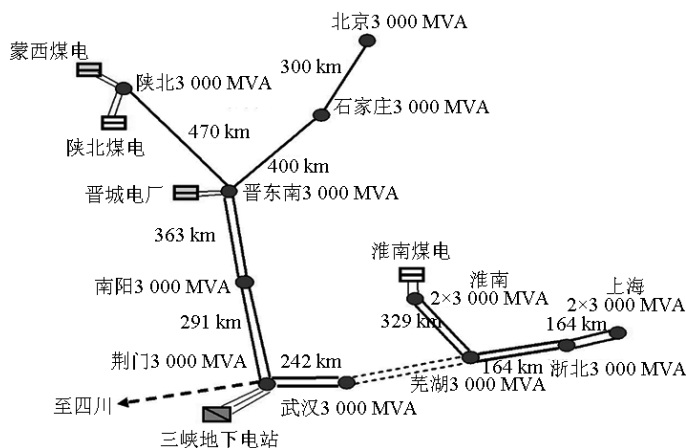 北京3 000 MVA
蒙西煤电
300 km
陕北3 000 MVA
石家庄3 000 MVA
470 km
陕北煤电
400 km
晋城电厂
晋东南3 000 MVA
363 km
淮南煤电
淮南
上海
南阳3 000 MVA
2×3 000 MVA
2×3 000 MVA
291 km
329 km
164 km
荆门3 000 MVA
242 km
164 km
浙北3 000 MVA
芜湖3 000 MVA
至四川
武汉3 000 MVA
三峡地下电站